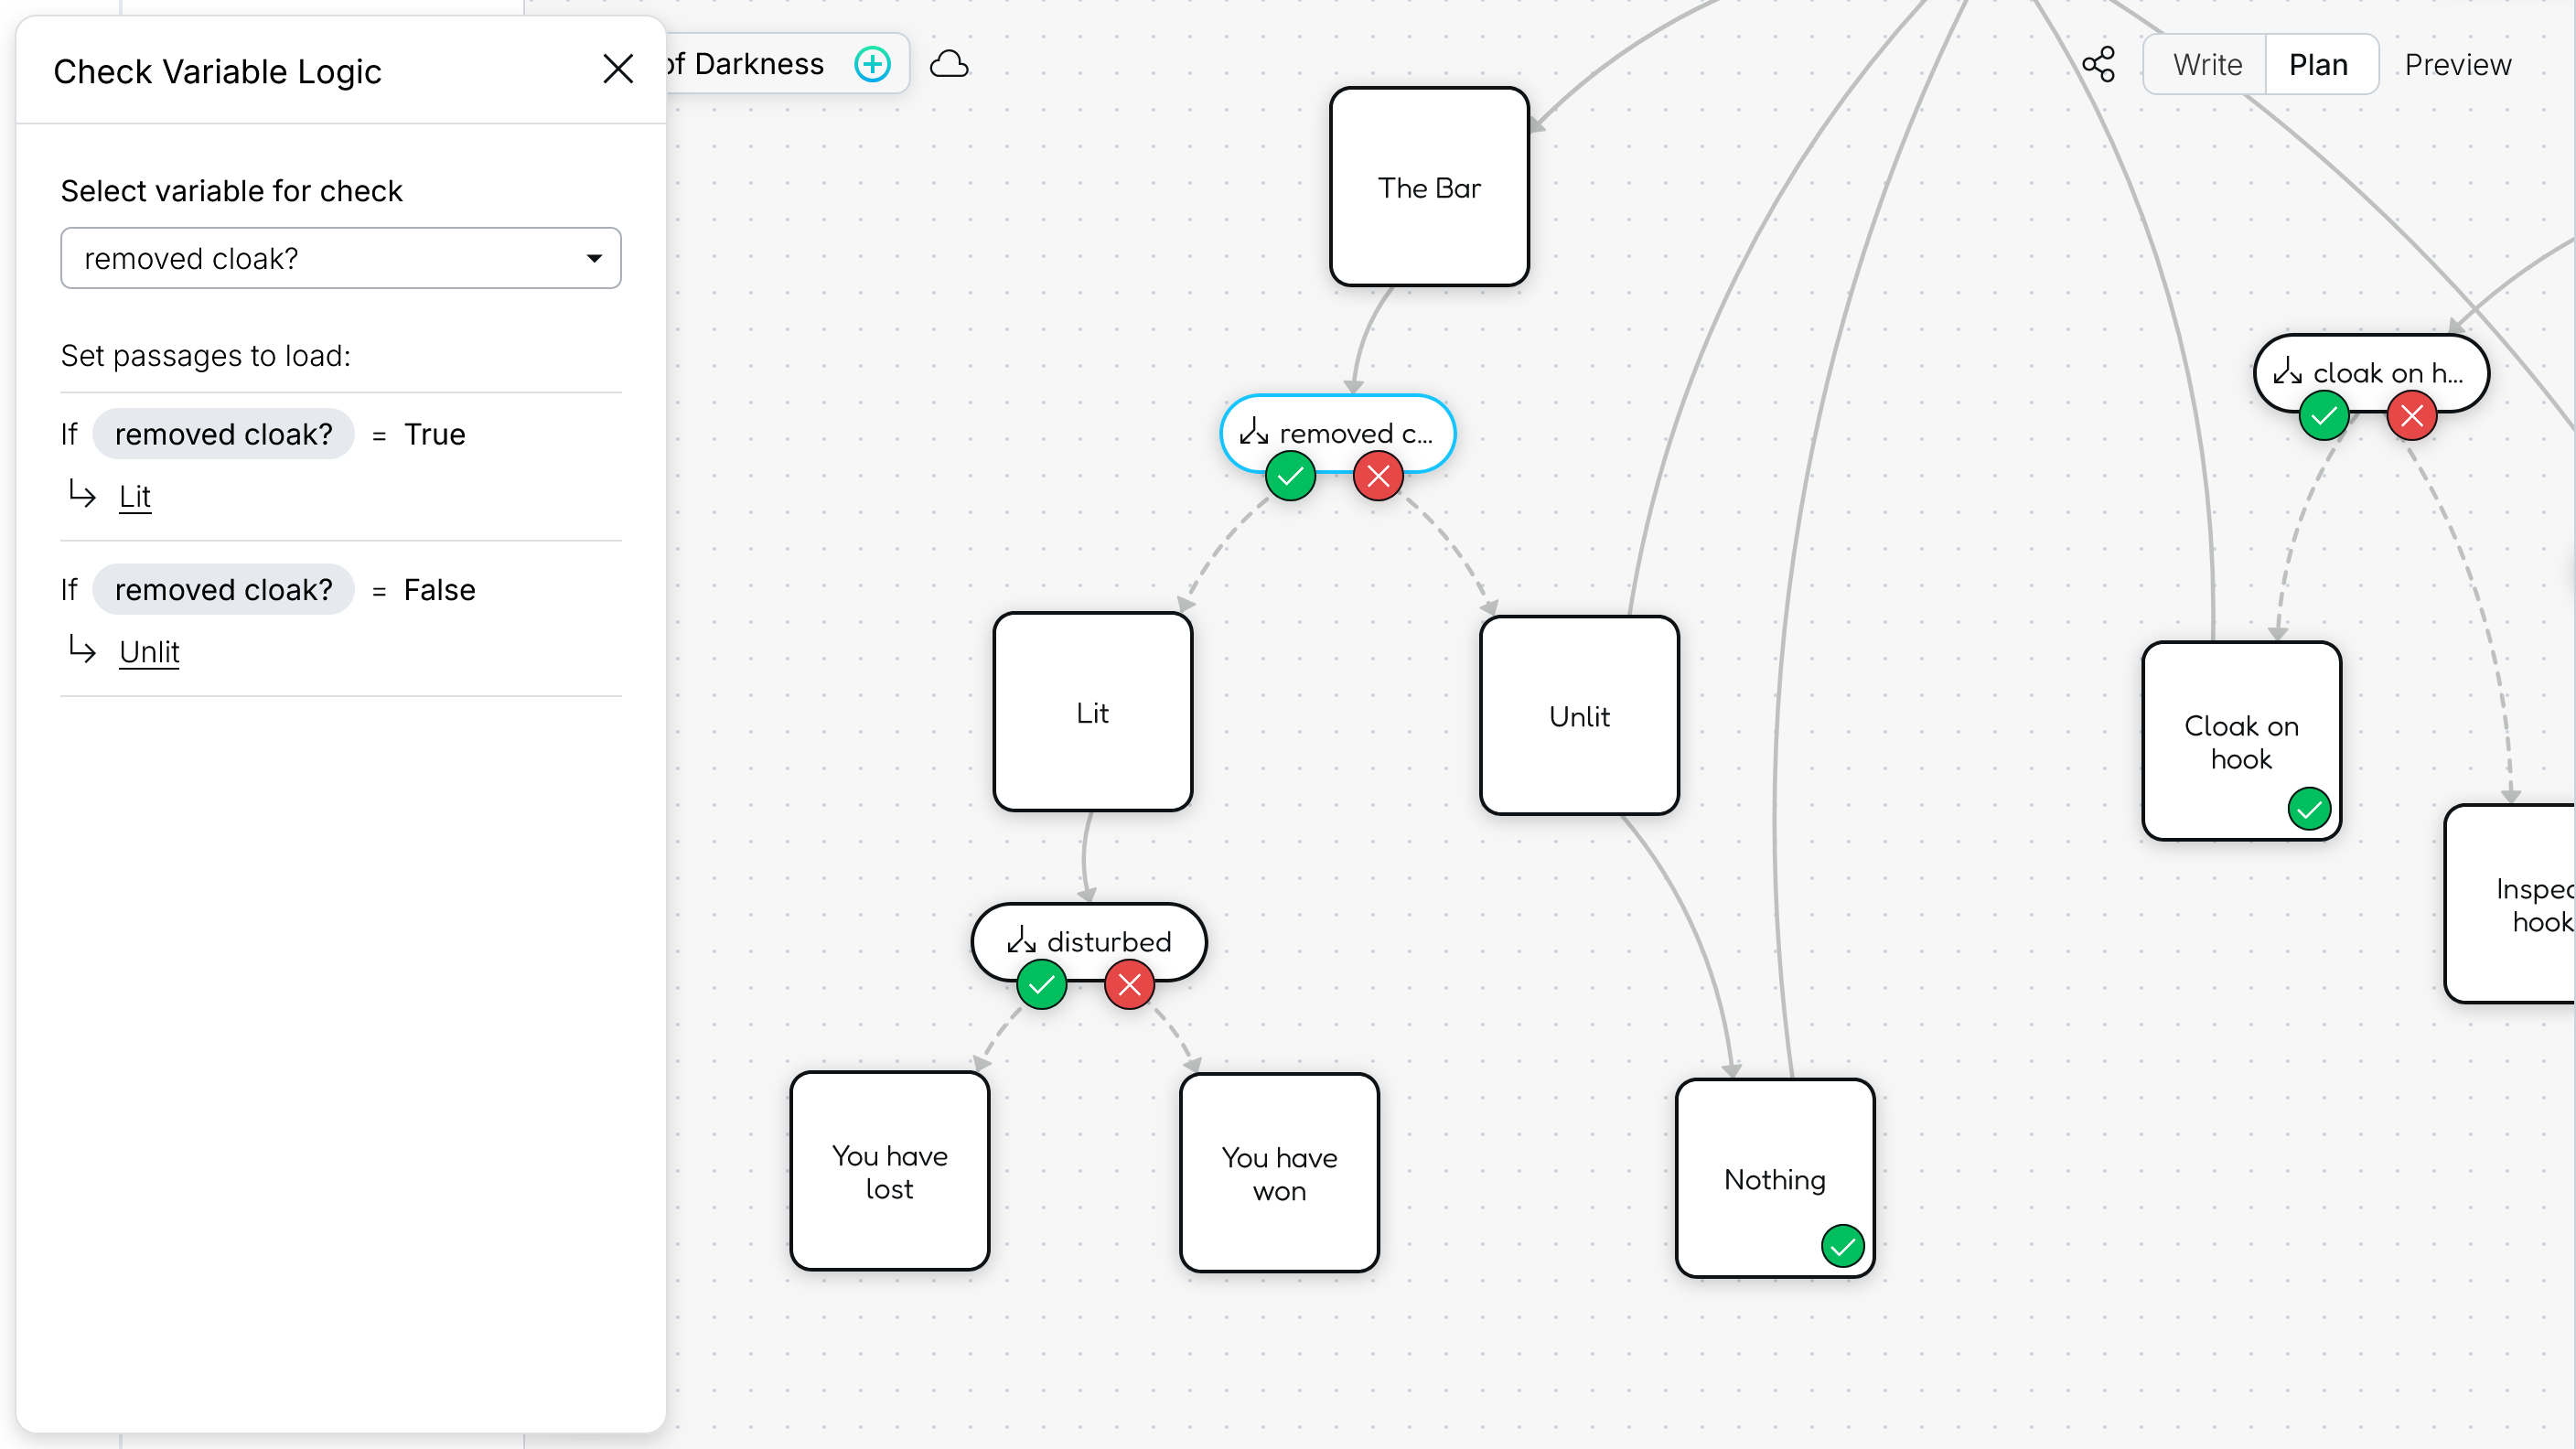 Check Variable Logic
Select variable for check
removed cloak?
Set passages to load:
If removed cloak? = True
Lit
If removed cloak? = False
Unlit
of Darkness
Write
Plan
Preview
The Bar
removed c...
cloak on h...
Lit
Unlit
Cloak on
hook
disturbed
hook
You have
lost
You have
won
Nothing